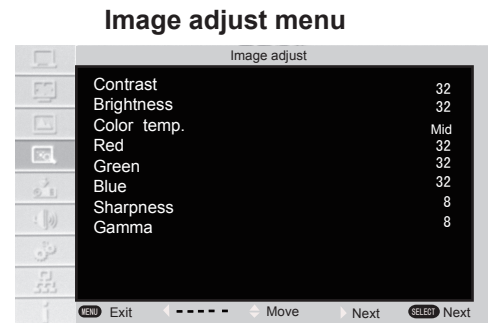 Image adjust menu
Image adjust
Contrast 32
Brightness 32
Color temp. Mid
Red 32
Green 32
Blue 32
Sharpness 8
Gamma 8
MENU Exit ----- Move Next SELECT Next